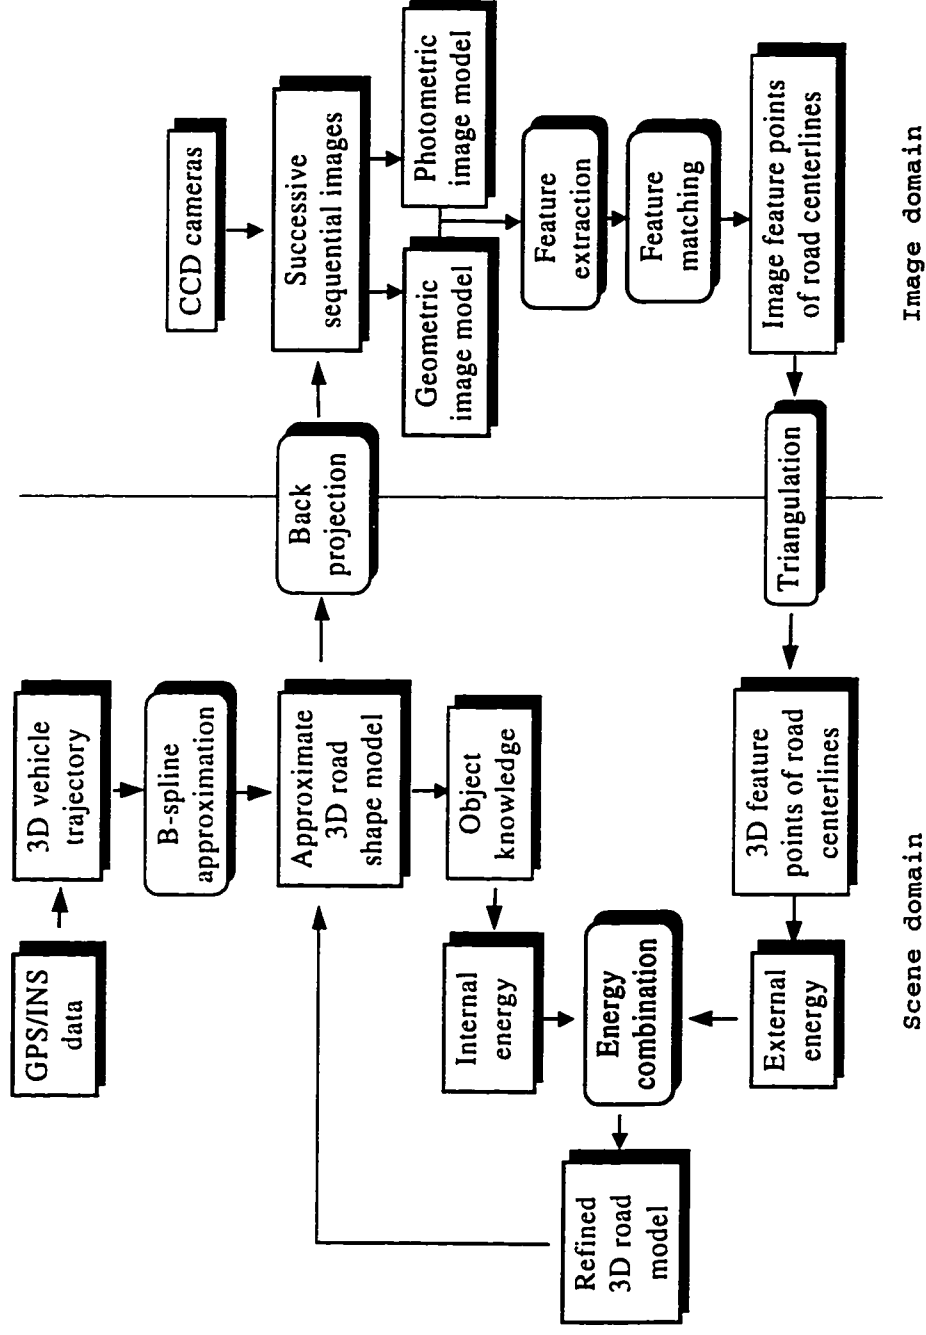 GPS/INS
data
3D vehicle
trajectory
B-spline
approximation
Approximate
3D road
shape model
Object
knowledge
Internal
energy
Energy
combination
External
energy
Refined
3D road
model
3D feature
points of road
centerlines
Back
projection
Triangulation
CCD cameras
Successive
sequential images
Geometric
image model
Photometric
image model
Feature
extraction
Feature
matching
Image feature points
of road centerlines
Scene domain
Image domain